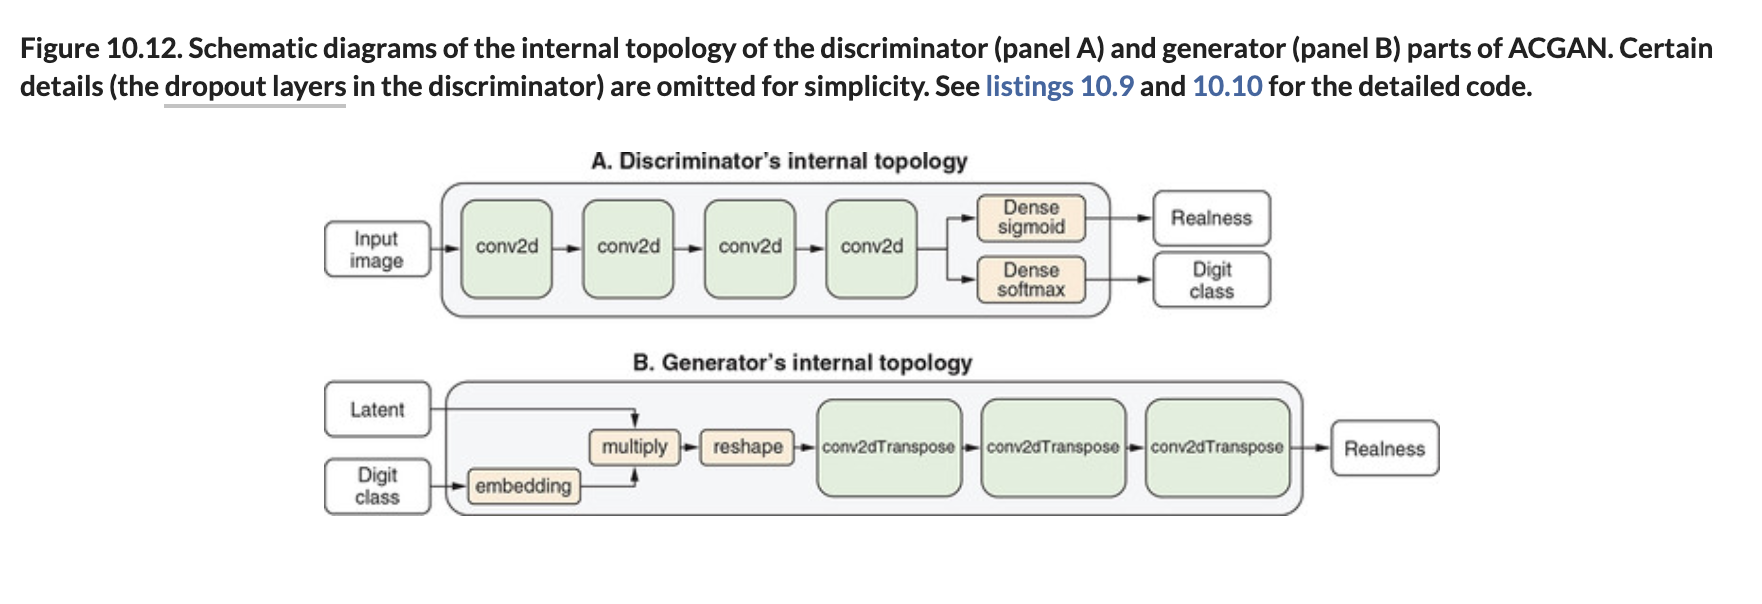 Figure 10.12. Schematic diagrams of the internal topology of the discriminator (panel A) and generator (panel B) parts of ACGAN. Certain
details (the dropout layers in the discriminator) are omitted for simplicity. See listings 10.9 and 10.10 for the detailed code.
A. Discriminator's internal topology
Input
image
conv2d
conv2d
conv2d
conv2d
Dense
sigmoid
Dense
softmax
Realness
Digit
class
B. Generator's internal topology
Latent
Digit
class
embedding
multiply
reshape
conv2dTranspose
conv2dTranspose
conv2dTranspose
Realness